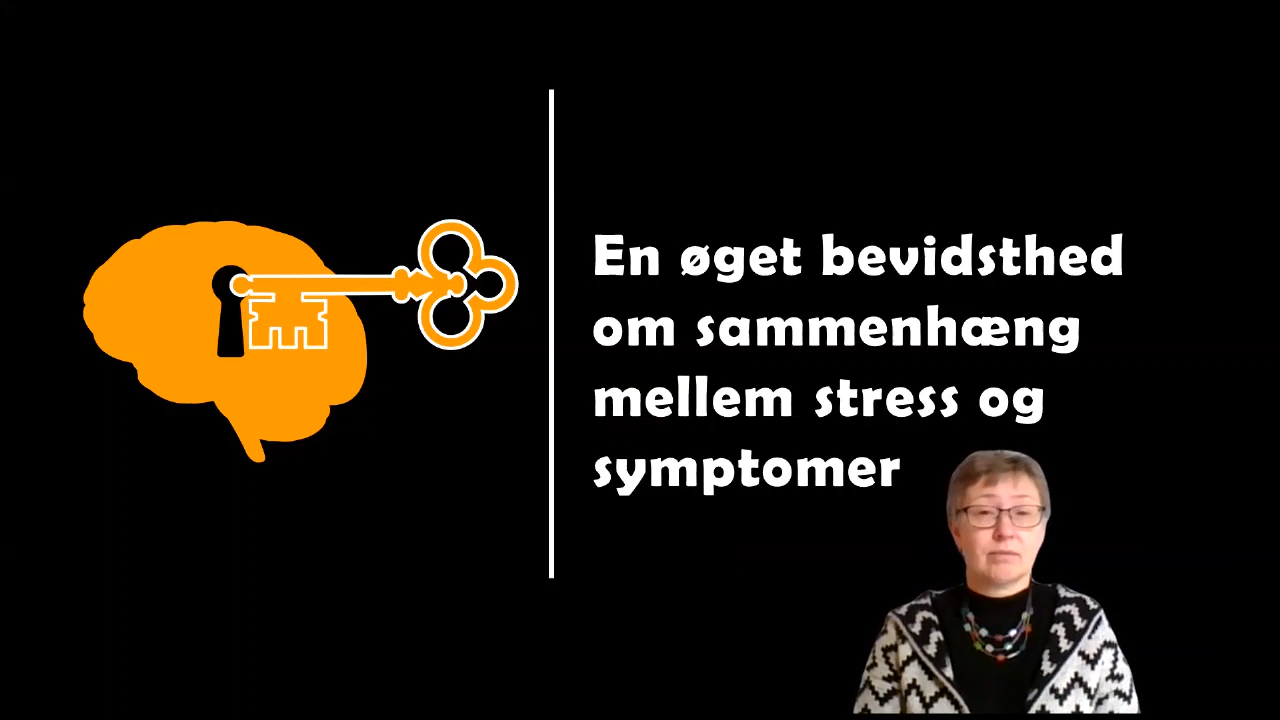 En øget bevidsthed
om sammenhæng
mellem stress og
symptomer